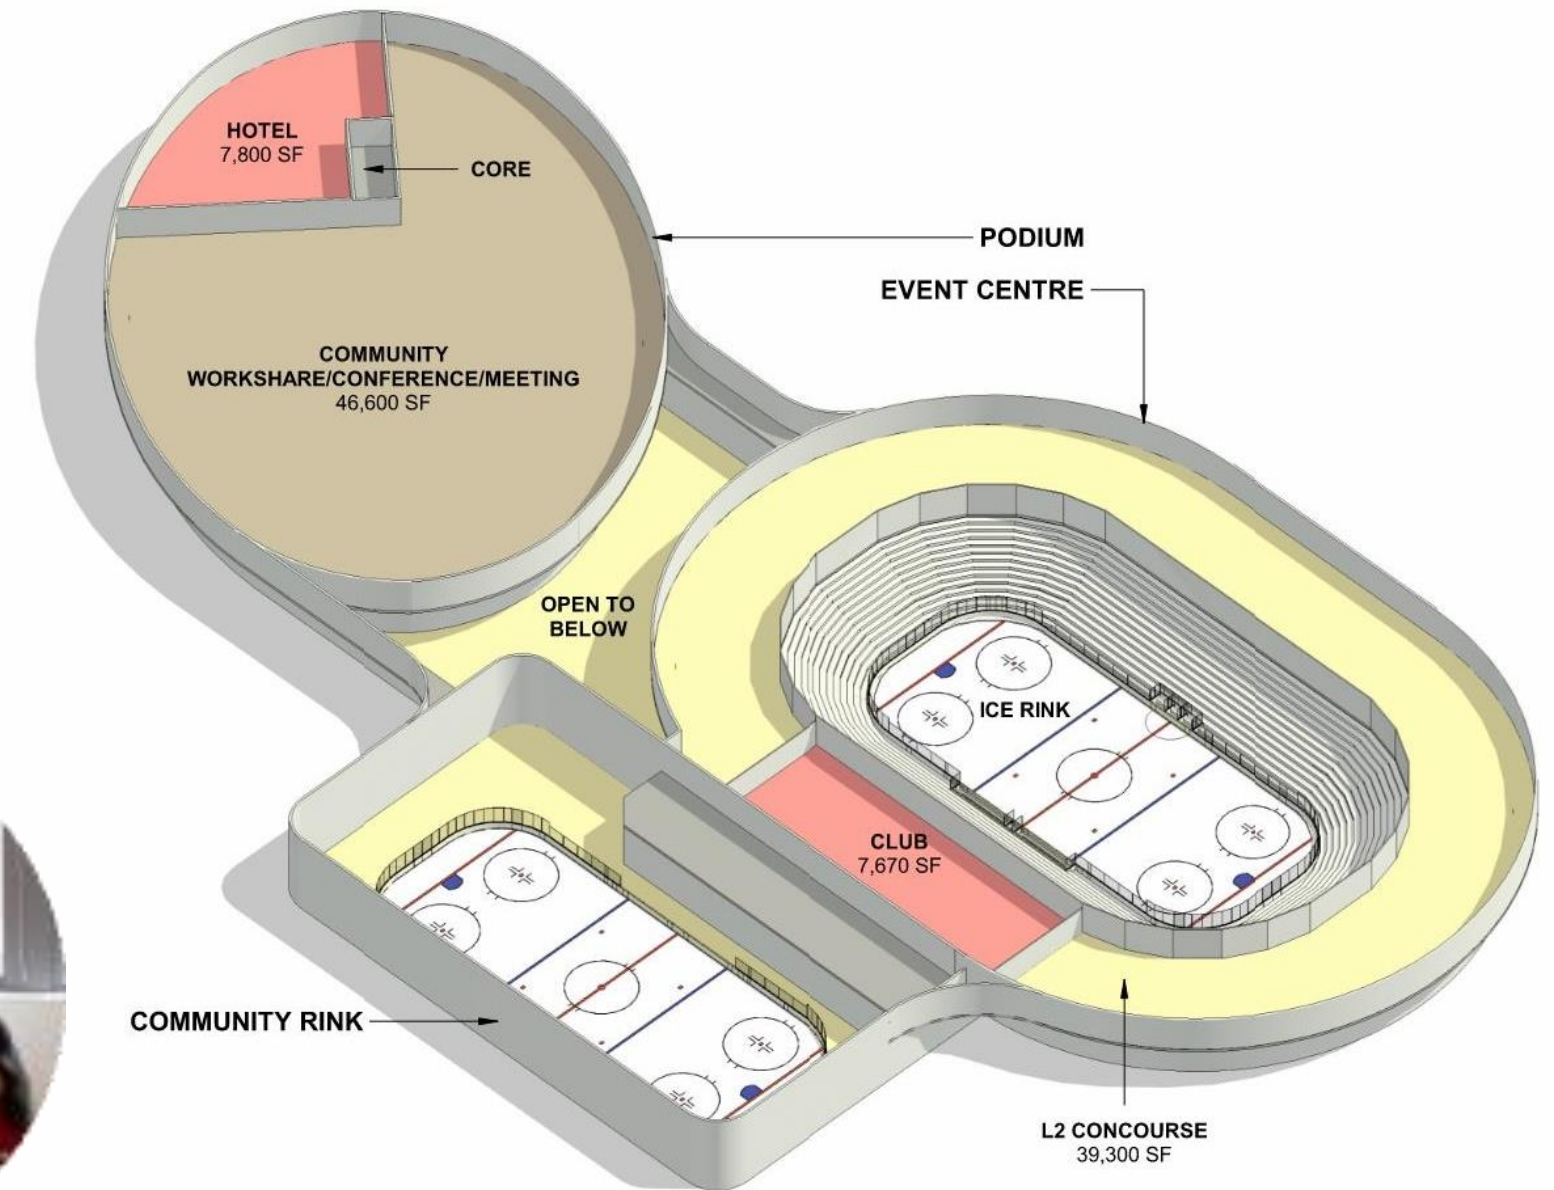 HOTEL
7,800 SF
CORE
PODIUM
EVENT CENTRE
COMMUNITY
WORKSHARE/CONFERENCE/MEETING
46,600 SF
OPEN TO
BELOW
ICE RINK
CLUB
7,670 SF
COMMUNITY RINK
L2 CONCOURSE
39,300 SF